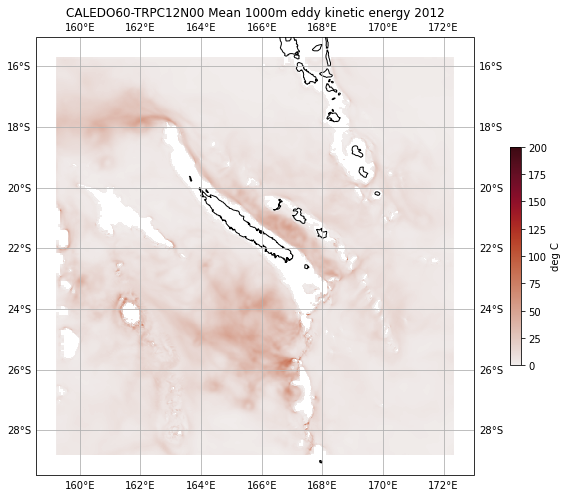 CALEDO60-TRPC12N00 Mean 1000m eddy kinetic energy 2012
160°E 162°E 164°E 166°E 168°E 170°E 172°E
16°S 16°S
18°S 18°S
20°S 20°S
22°S 22°S
24°S 24°S
26°S 26°S
28°S 28°S
160°E 162°E 164°E 166°E 168°E 170°E 172°E
200
175
150
125
100
75
50
25
0
deg C